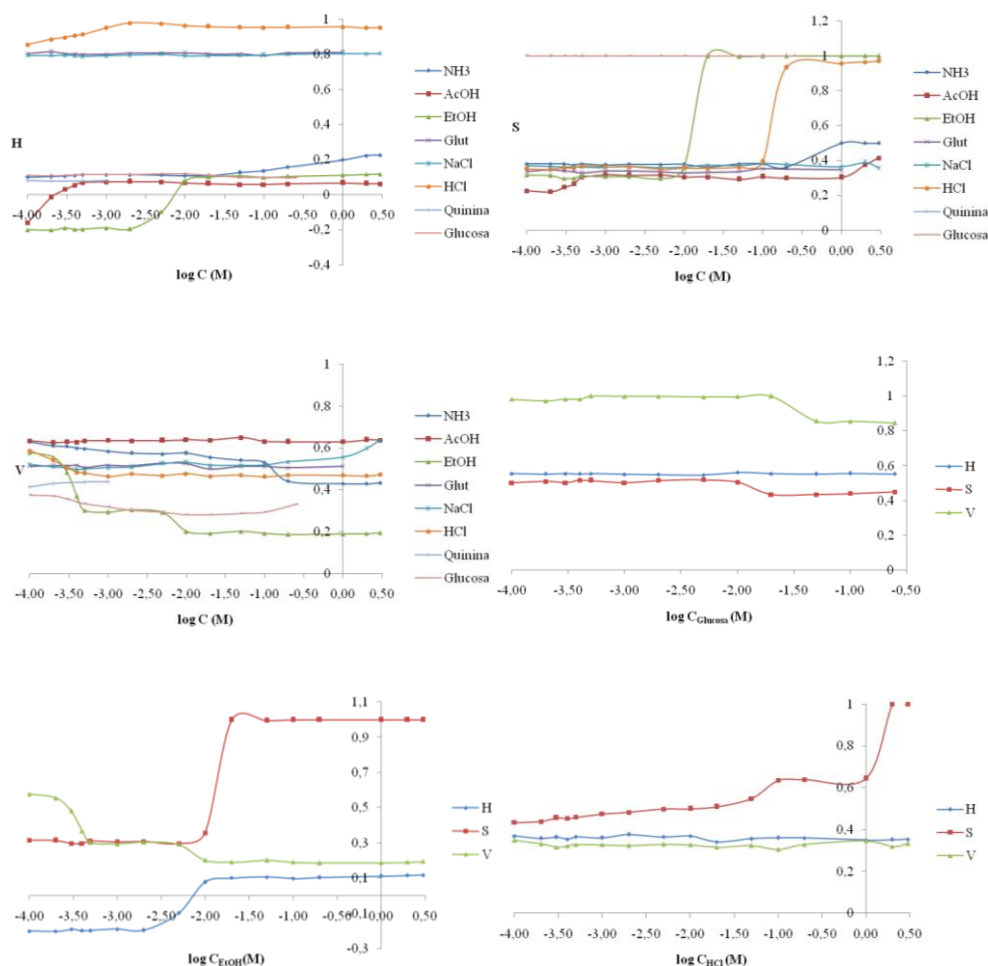 H
1
0,8
0,6
0,4
0,2
0
-0,2
-0,4
-4,00 -3,50 -3,00 -2,50 -2,00 -1,50 -1,00 -0,50 0,00 0,50
log C (M)
NH3
AcOH
EtOH
Glut
NaCl
HCl
Quinina
Glucosa
S
1,2
1
0,8
0,6
0,4
0,2
0
-4,00 -3,50 -3,00 -2,50 -2,00 -1,50 -1,00 -0,50 0,00 0,50
log C (M)
NH3
AcOH
EtOH
Glut
NaCl
HCl
Quinina
Glucosa
V
1
0,8
0,6
0,4
0,2
0
-4,00 -3,50 -3,00 -2,50 -2,00 -1,50 -1,00 -0,50 0,00 0,50
log C (M)
NH3
AcOH
EtOH
Glut
NaCl
HCl
Quinina
Glucosa
1,2
1
0,8
0,6
0,4
0,2
0
-4,00 -3,50 -3,00 -2,50 -2,00 -1,50 -1,00 -0,50
log C Glucosa (M)
H
S
V
1,1
0,9
0,7
0,5
0,3
0,1
-0,1
-0,3
-4,00 -3,50 -3,00 -2,50 -2,00 -1,50 -1,00 -0,50 0,00 0,50
log C EtOH (M)
H
S
V
1
0,8
0,6
0,4
0,2
0
-4,00 -3,50 -3,00 -2,50 -2,00 -1,50 -1,00 -0,50 0,00 0,50
log C HCl (M)
H
S
V